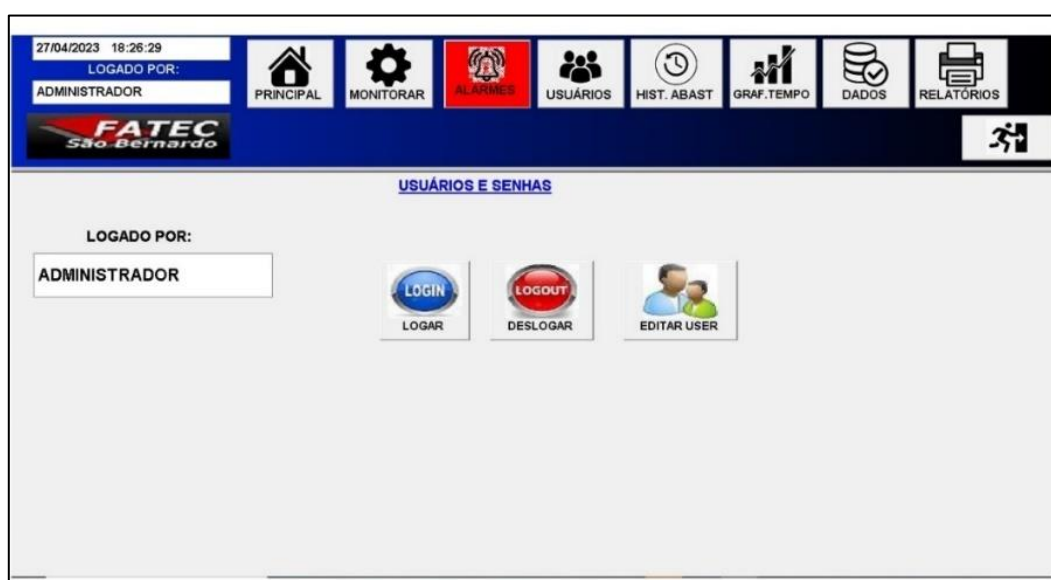 27/04/2023 18:26:29
LOGADO POR:
ADMINISTRADOR
PRINCIPAL
MONITORAR
ALARMES
USUÁRIOS
HIST. ABAST
GRAF.TEMPO
DADOS
RELATÓRIOS
FATEC
São Bernardo
USUÁRIOS E SENHAS
LOGADO POR:
ADMINISTRADOR
LOGIN
LOGAR
LOGOUT
DESLOGAR
EDITAR USER